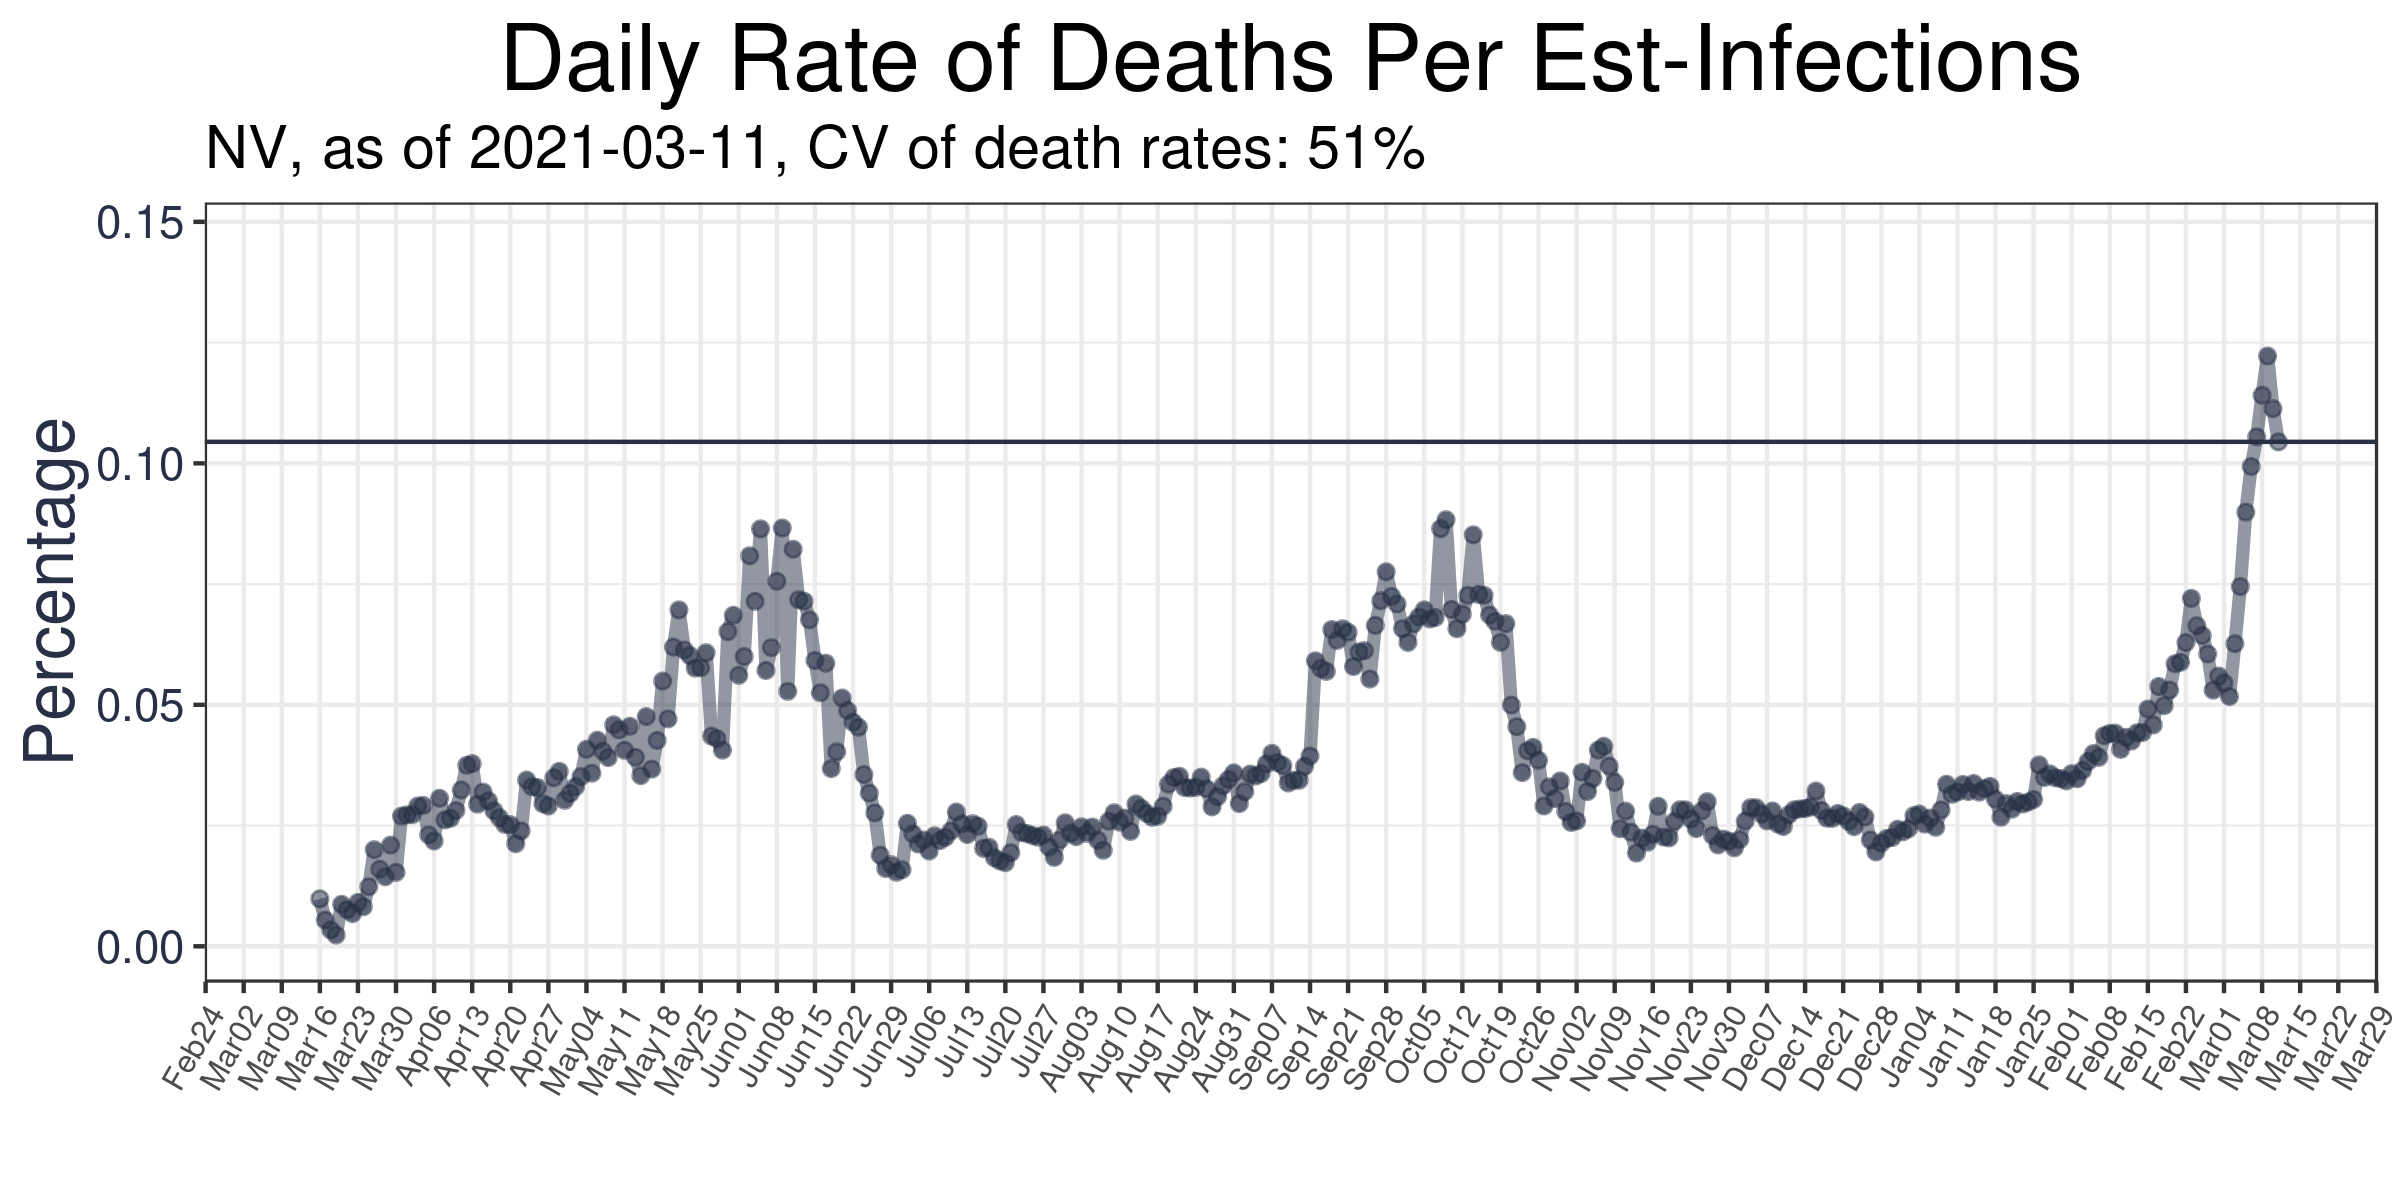 Daily Rate of Deaths Per Est-Infections
NV, as of 2021-03-11, CV of death rates: 51%
Percentage
0.15
0.10
0.05
0.00
Feb24
Mar02
Mar09
Mar16
Mar23
Mar30
Apr06
Apr13
Apr20
Apr27
May04
May11
May18
May25
Jun01
Jun08
Jun15
Jun22
Jun29
Jul06
Jul13
Jul20
Jul27
Aug03
Aug10
Aug17
Aug24
Aug31
Sep07
Sep14
Sep21
Sep28
Oct05
Oct12
Oct19
Oct26
Nov02
Nov09
Nov16
Nov23
Nov30
Dec07
Dec14
Dec21
Dec28
Jan04
Jan11
Jan18
Jan25
Feb01
Feb08
Feb15
Feb22
Mar01
Mar08
Mar15
Mar22
Mar29